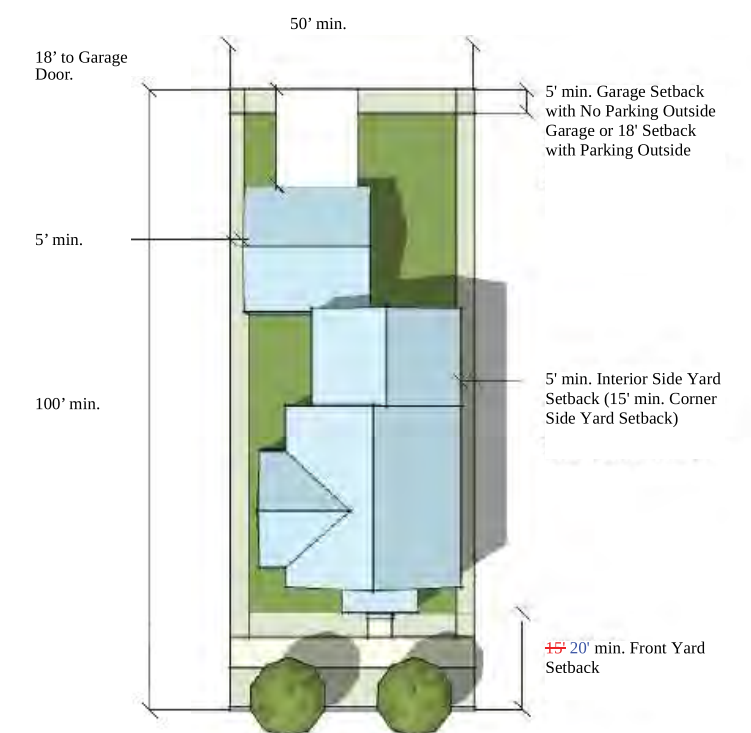 50’ min.
18’ to Garage
Door.
5' min. Garage Setback
with No Parking Outside
Garage or 18' Setback
with Parking Outside
5’ min.
5' min. Interior Side Yard
Setback (15' min. Corner
Side Yard Setback)
100’ min.
15' 20' min. Front Yard
Setback